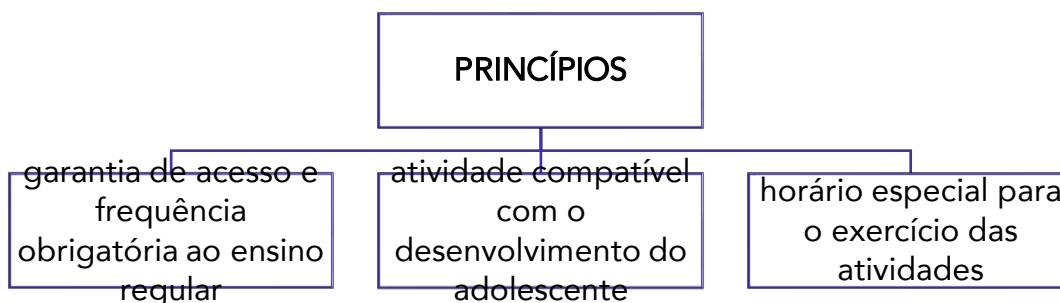 PRINCÍPIOS
garantia de acesso e
frequência
obrigatória ao ensino
regular
atividade compatível
com o
desenvolvimento do
adolescente
horário especial para
o exercício das
atividades